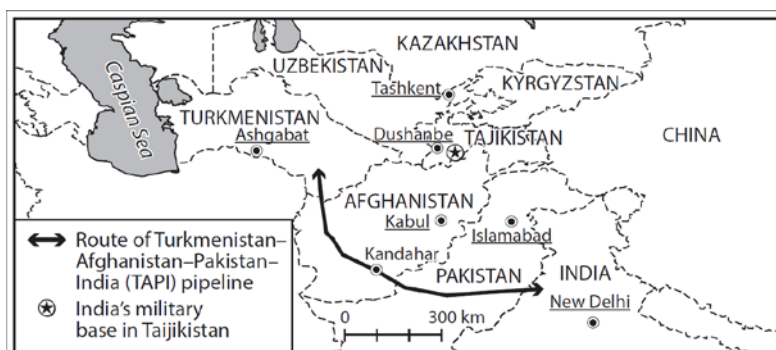 KAZAKHSTAN
UZBEKISTAN
Caspian Sea
Tashkent
KYRGYZSTAN
TURKMENISTAN
Ashgabat
Dushanbe
TAJIKISTAN
CHINA
AFGHANISTAN
Kabul
Islamabad
Kandahar
PAKISTAN
INDIA
New Delhi
Route of Turkmenistan–
Afghanistan–Pakistan–
India (TAPI) pipeline
India's military
base in Taijikistan
0 300 km